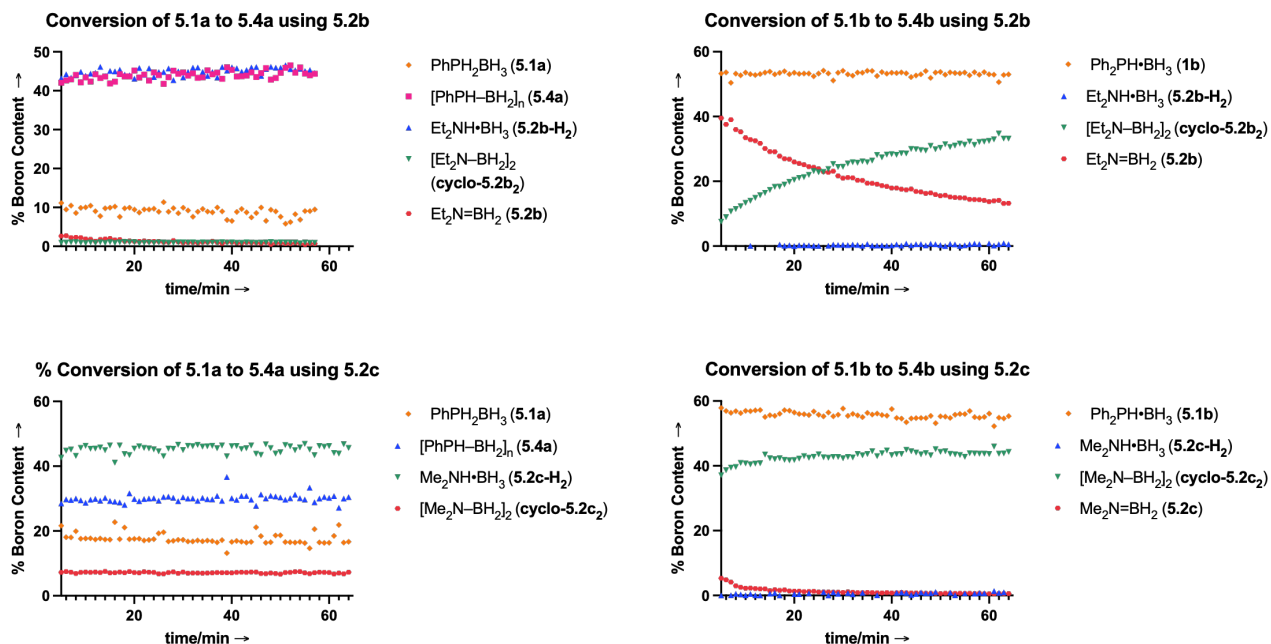 Conversion of 5.1a to 5.4a using 5.2b
% Boron Content →
50
40
30
20
10
0
20
40
60
time/min →
PhPH₂BH₃ (5.1a)
[PhPH–BH₂]ₙ (5.4a)
Et₂NH•BH₃ (5.2b-H₂)
[Et₂N–BH₂]₂
(cyclo-5.2b₂)
Et₂N=BH₂ (5.2b)
Conversion of 5.1b to 5.4b using 5.2b
% Boron Content →
60
40
20
0
20
40
60
time/min →
Ph₂PH•BH₃ (1b)
Et₂NH•BH₃ (5.2b-H₂)
[Et₂N–BH₂]₂ (cyclo-5.2b₂)
Et₂N=BH₂ (5.2b)
% Conversion of 5.1a to 5.4a using 5.2c
% Boron Content →
60
40
20
0
20
40
60
time/min →
PhPH₂BH₃ (5.1a)
[PhPH–BH₂]ₙ (5.4a)
Me₂NH•BH₃ (5.2c-H₂)
[Me₂N–BH₂]₂ (cyclo-5.2c₂)
Conversion of 5.1b to 5.4b using 5.2c
% Boron Content →
60
40
20
0
20
40
60
time/min →
Ph₂PH•BH₃ (5.1b)
Me₂NH•BH₃ (5.2c-H₂)
[Me₂N–BH₂]₂ (cyclo-5.2c₂)
Me₂N=BH₂ (5.2c)